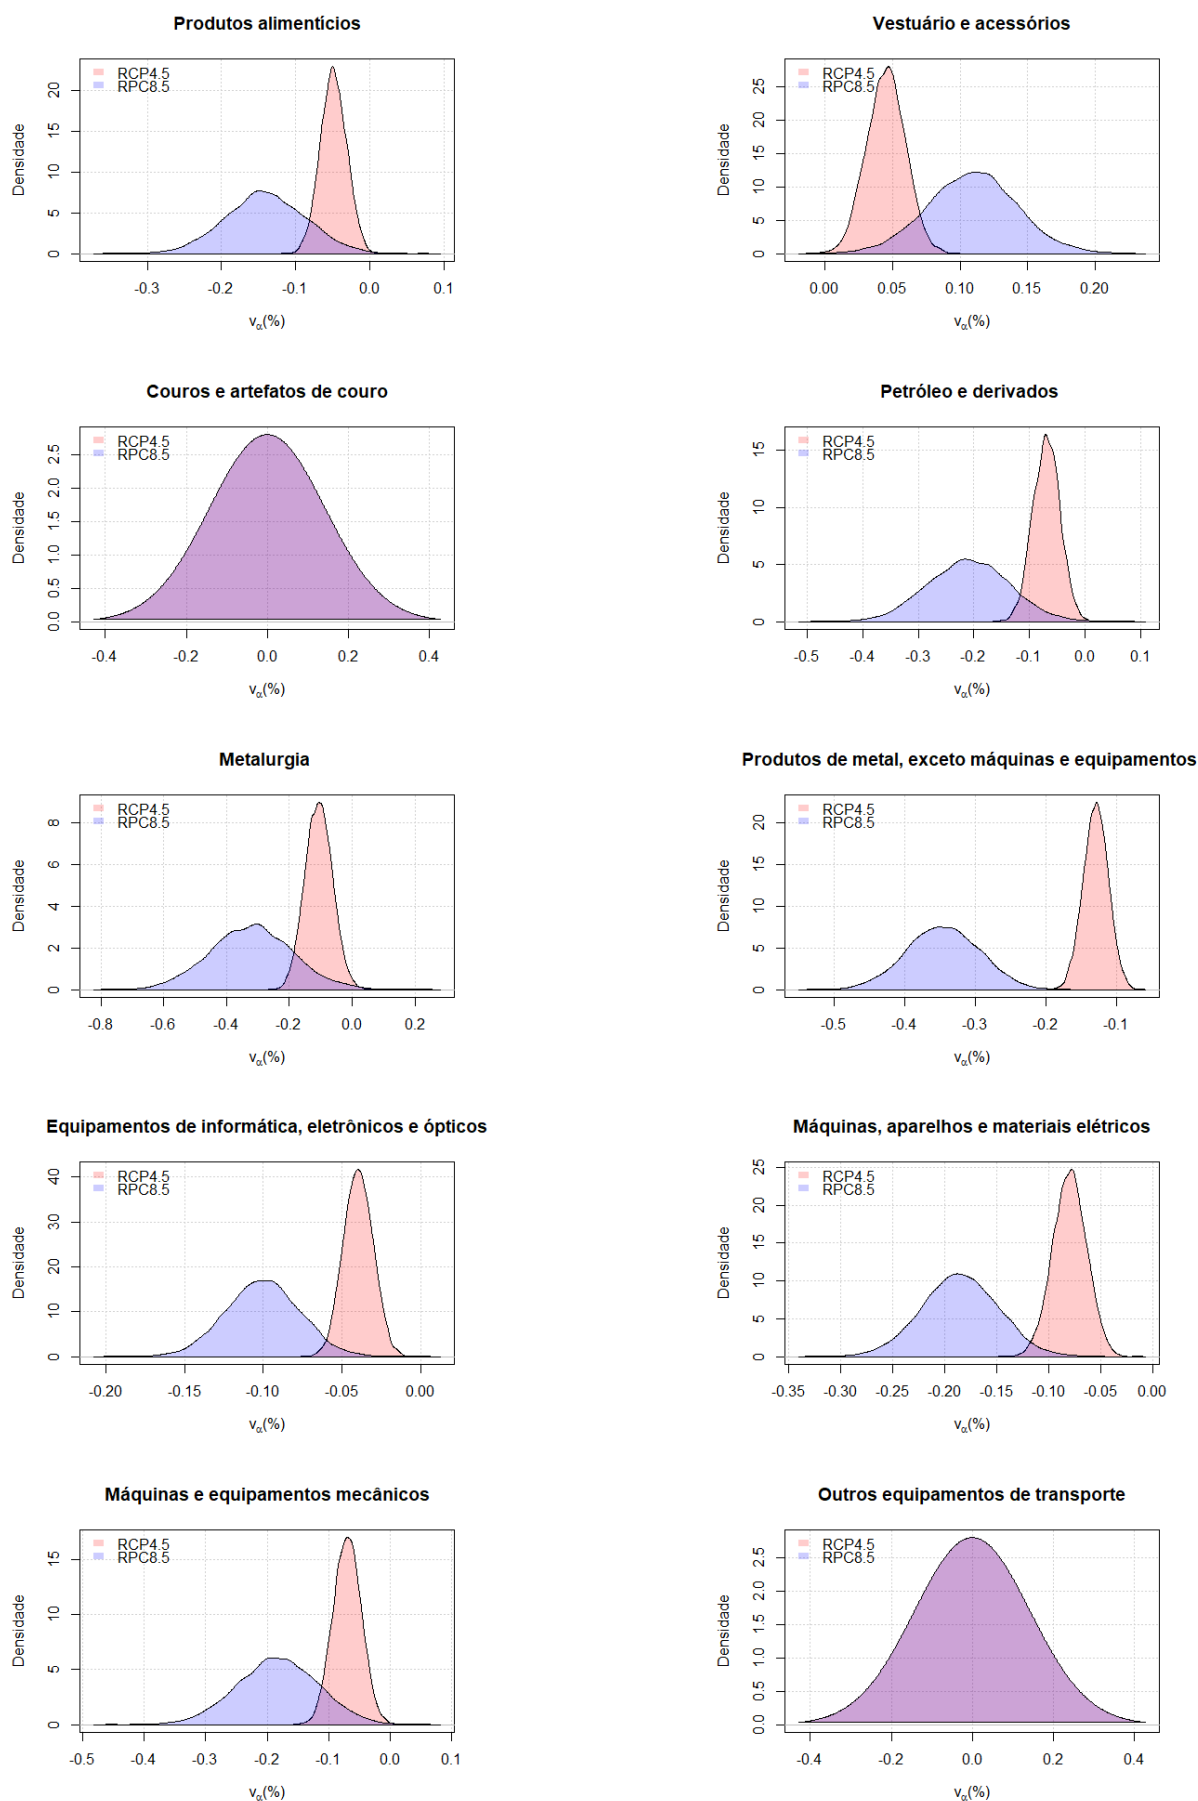 Produtos alimentícios
RCP4.5
RPC8.5
Densidade
0 5 10 15 20
-0.3 -0.2 -0.1 0.0 0.1
vα(%)
Vestuário e acessórios
RCP4.5
RPC8.5
Densidade
0 5 10 15 20 25
0.00 0.05 0.10 0.15 0.20
vα(%)
Couros e artefatos de couro
RCP4.5
RPC8.5
Densidade
0.0 0.5 1.0 1.5 2.0 2.5
-0.4 -0.2 0.0 0.2 0.4
vα(%)
Petróleo e derivados
RCP4.5
RPC8.5
Densidade
0 5 10 15
-0.5 -0.4 -0.3 -0.2 -0.1 0.0 0.1
vα(%)
Metalurgia
RCP4.5
RPC8.5
Densidade
0 2 4 6 8
-0.8 -0.6 -0.4 -0.2 0.0 0.2
vα(%)
Produtos de metal, exceto máquinas e equipamentos
RCP4.5
RPC8.5
Densidade
0 5 10 15 20
-0.5 -0.4 -0.3 -0.2 -0.1
vα(%)
Equipamentos de informática, eletrônicos e ópticos
RCP4.5
RPC8.5
Densidade
0 10 20 30 40
-0.20 -0.15 -0.10 -0.05 0.00
vα(%)
Máquinas, aparelhos e materiais elétricos
RCP4.5
RPC8.5
Densidade
0 5 10 15 20 25
-0.35 -0.30 -0.25 -0.20 -0.15 -0.10 -0.05 0.00
vα(%)
Máquinas e equipamentos mecânicos
RCP4.5
RPC8.5
Densidade
0 5 10 15
-0.5 -0.4 -0.3 -0.2 -0.1 0.0 0.1
vα(%)
Outros equipamentos de transporte
RCP4.5
RPC8.5
Densidade
0.0 0.5 1.0 1.5 2.0 2.5
-0.4 -0.2 0.0 0.2 0.4
vα(%)